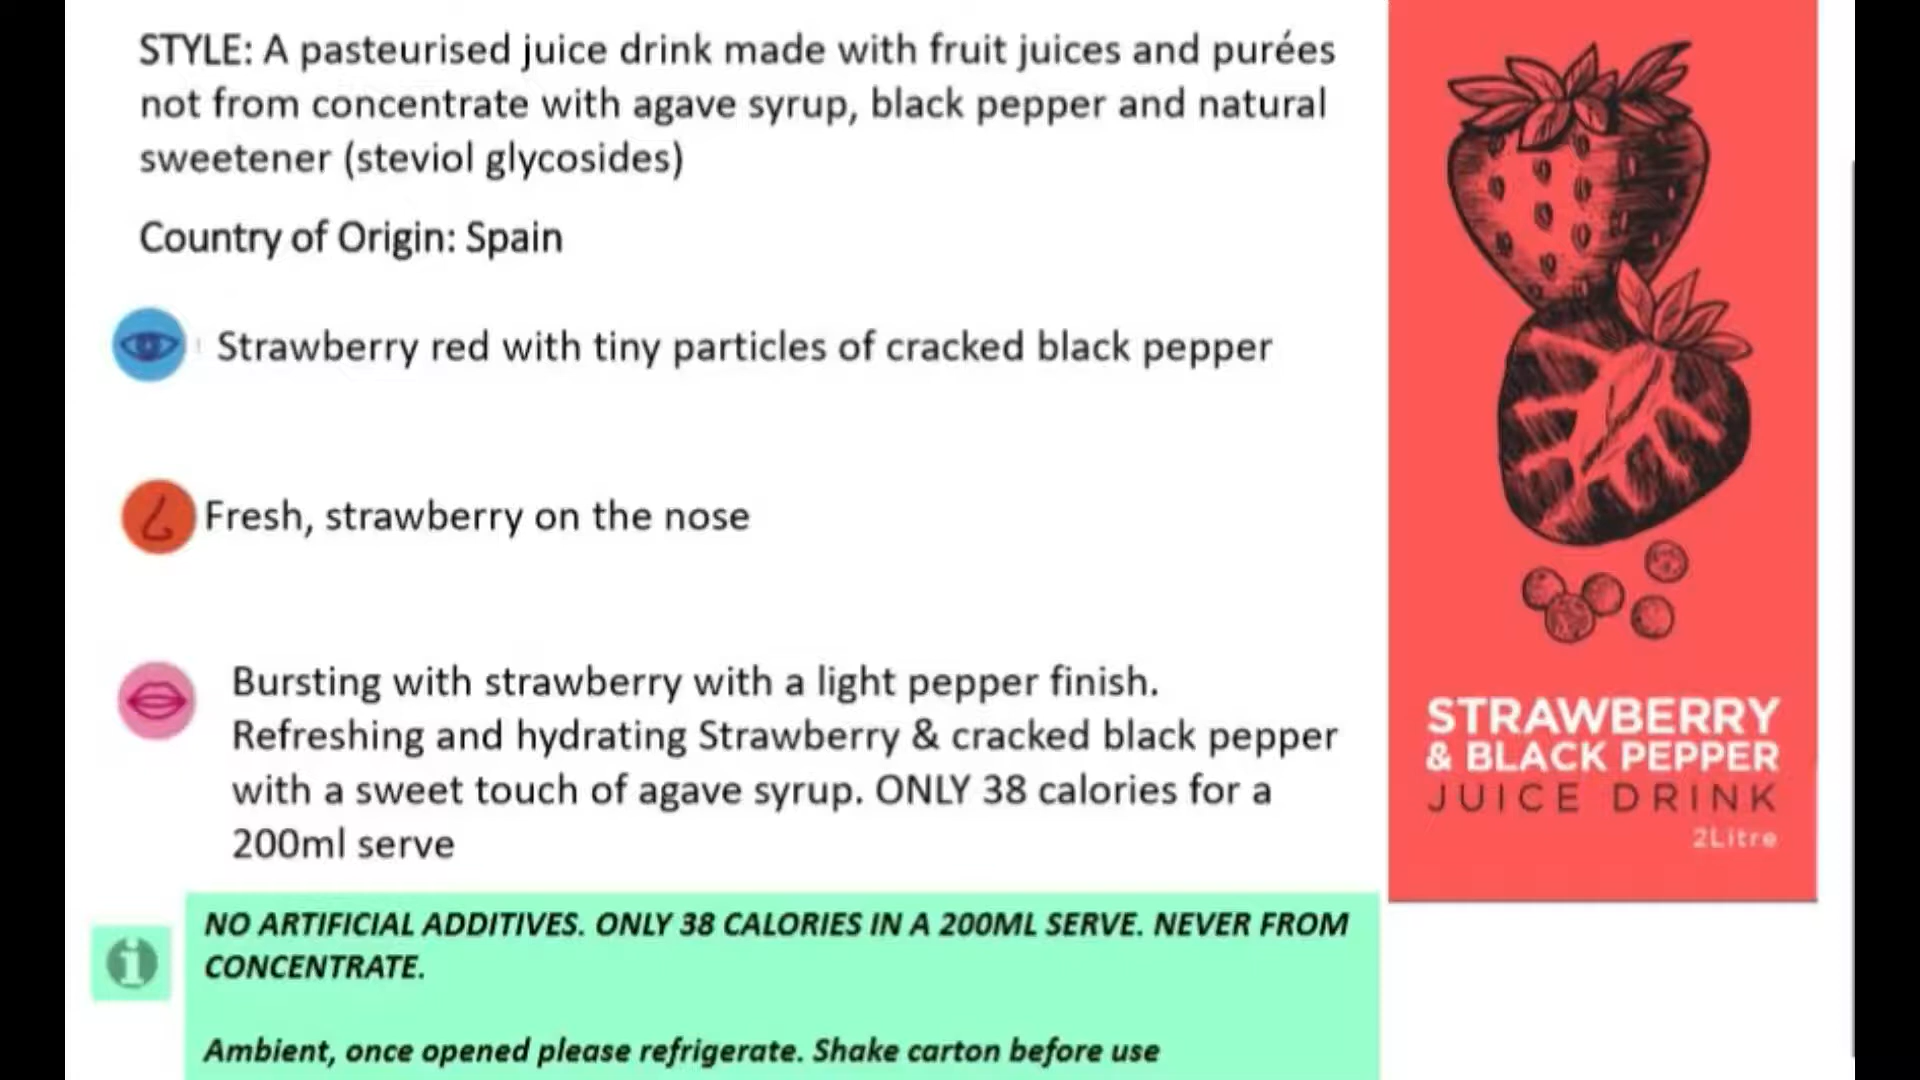 STYLE: A pasteurised juice drink made with fruit juices and purées
not from concentrate with agave syrup, black pepper and natural
sweetener (steviol glycosides)
Country of Origin: Spain
Strawberry red with tiny particles of cracked black pepper
Fresh, strawberry on the nose
Bursting with strawberry with a light pepper finish.
Refreshing and hydrating Strawberry & cracked black pepper
with a sweet touch of agave syrup. ONLY 38 calories for a
200ml serve
NO ARTIFICIAL ADDITIVES. ONLY 38 CALORIES IN A 200ML SERVE. NEVER FROM
CONCENTRATE.
Ambient, once opened please refrigerate. Shake carton before use
STRAWBERRY
& BLACK PEPPER
JUICE DRINK
2Litre